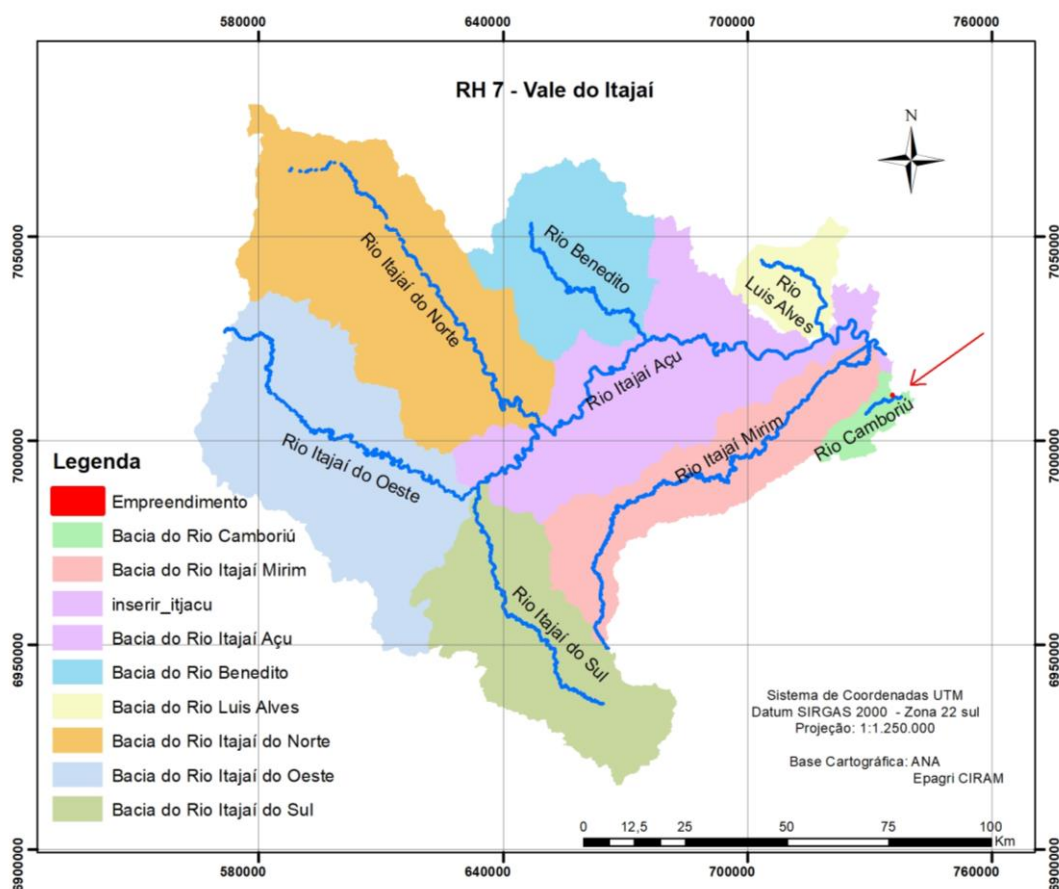 580000
640000
700000
760000
RH 7 - Vale do Itajaí
N
7050000
7050000
Rio Benedito
Rio Itajaí do Norte
Rio
Luis Alves
Rio Itajaí Açu
Rio Camboriú
Rio Itajaí Mirim
7000000
7000000
Rio Itajaí do Oeste
Rio Itajaí do Sul
Legenda
Empreendimento
Bacia do Rio Camboriú
Bacia do Rio Itajaí Mirim
inserir_itjacu
Bacia do Rio Itajaí Açu
Bacia do Rio Benedito
Bacia do Rio Luis Alves
Bacia do Rio Itajaí do Norte
Bacia do Rio Itajaí do Oeste
Bacia do Rio Itajaí do Sul
6950000
6950000
Sistema de Coordenadas UTM
Datum SIRGAS 2000 - Zona 22 sul
Projeção: 1:1.250.000
Base Cartográfica: ANA
Epagri CIRAM
0 12,5 25 50 75 100
Km
6900000
6900000
580000
640000
700000
760000